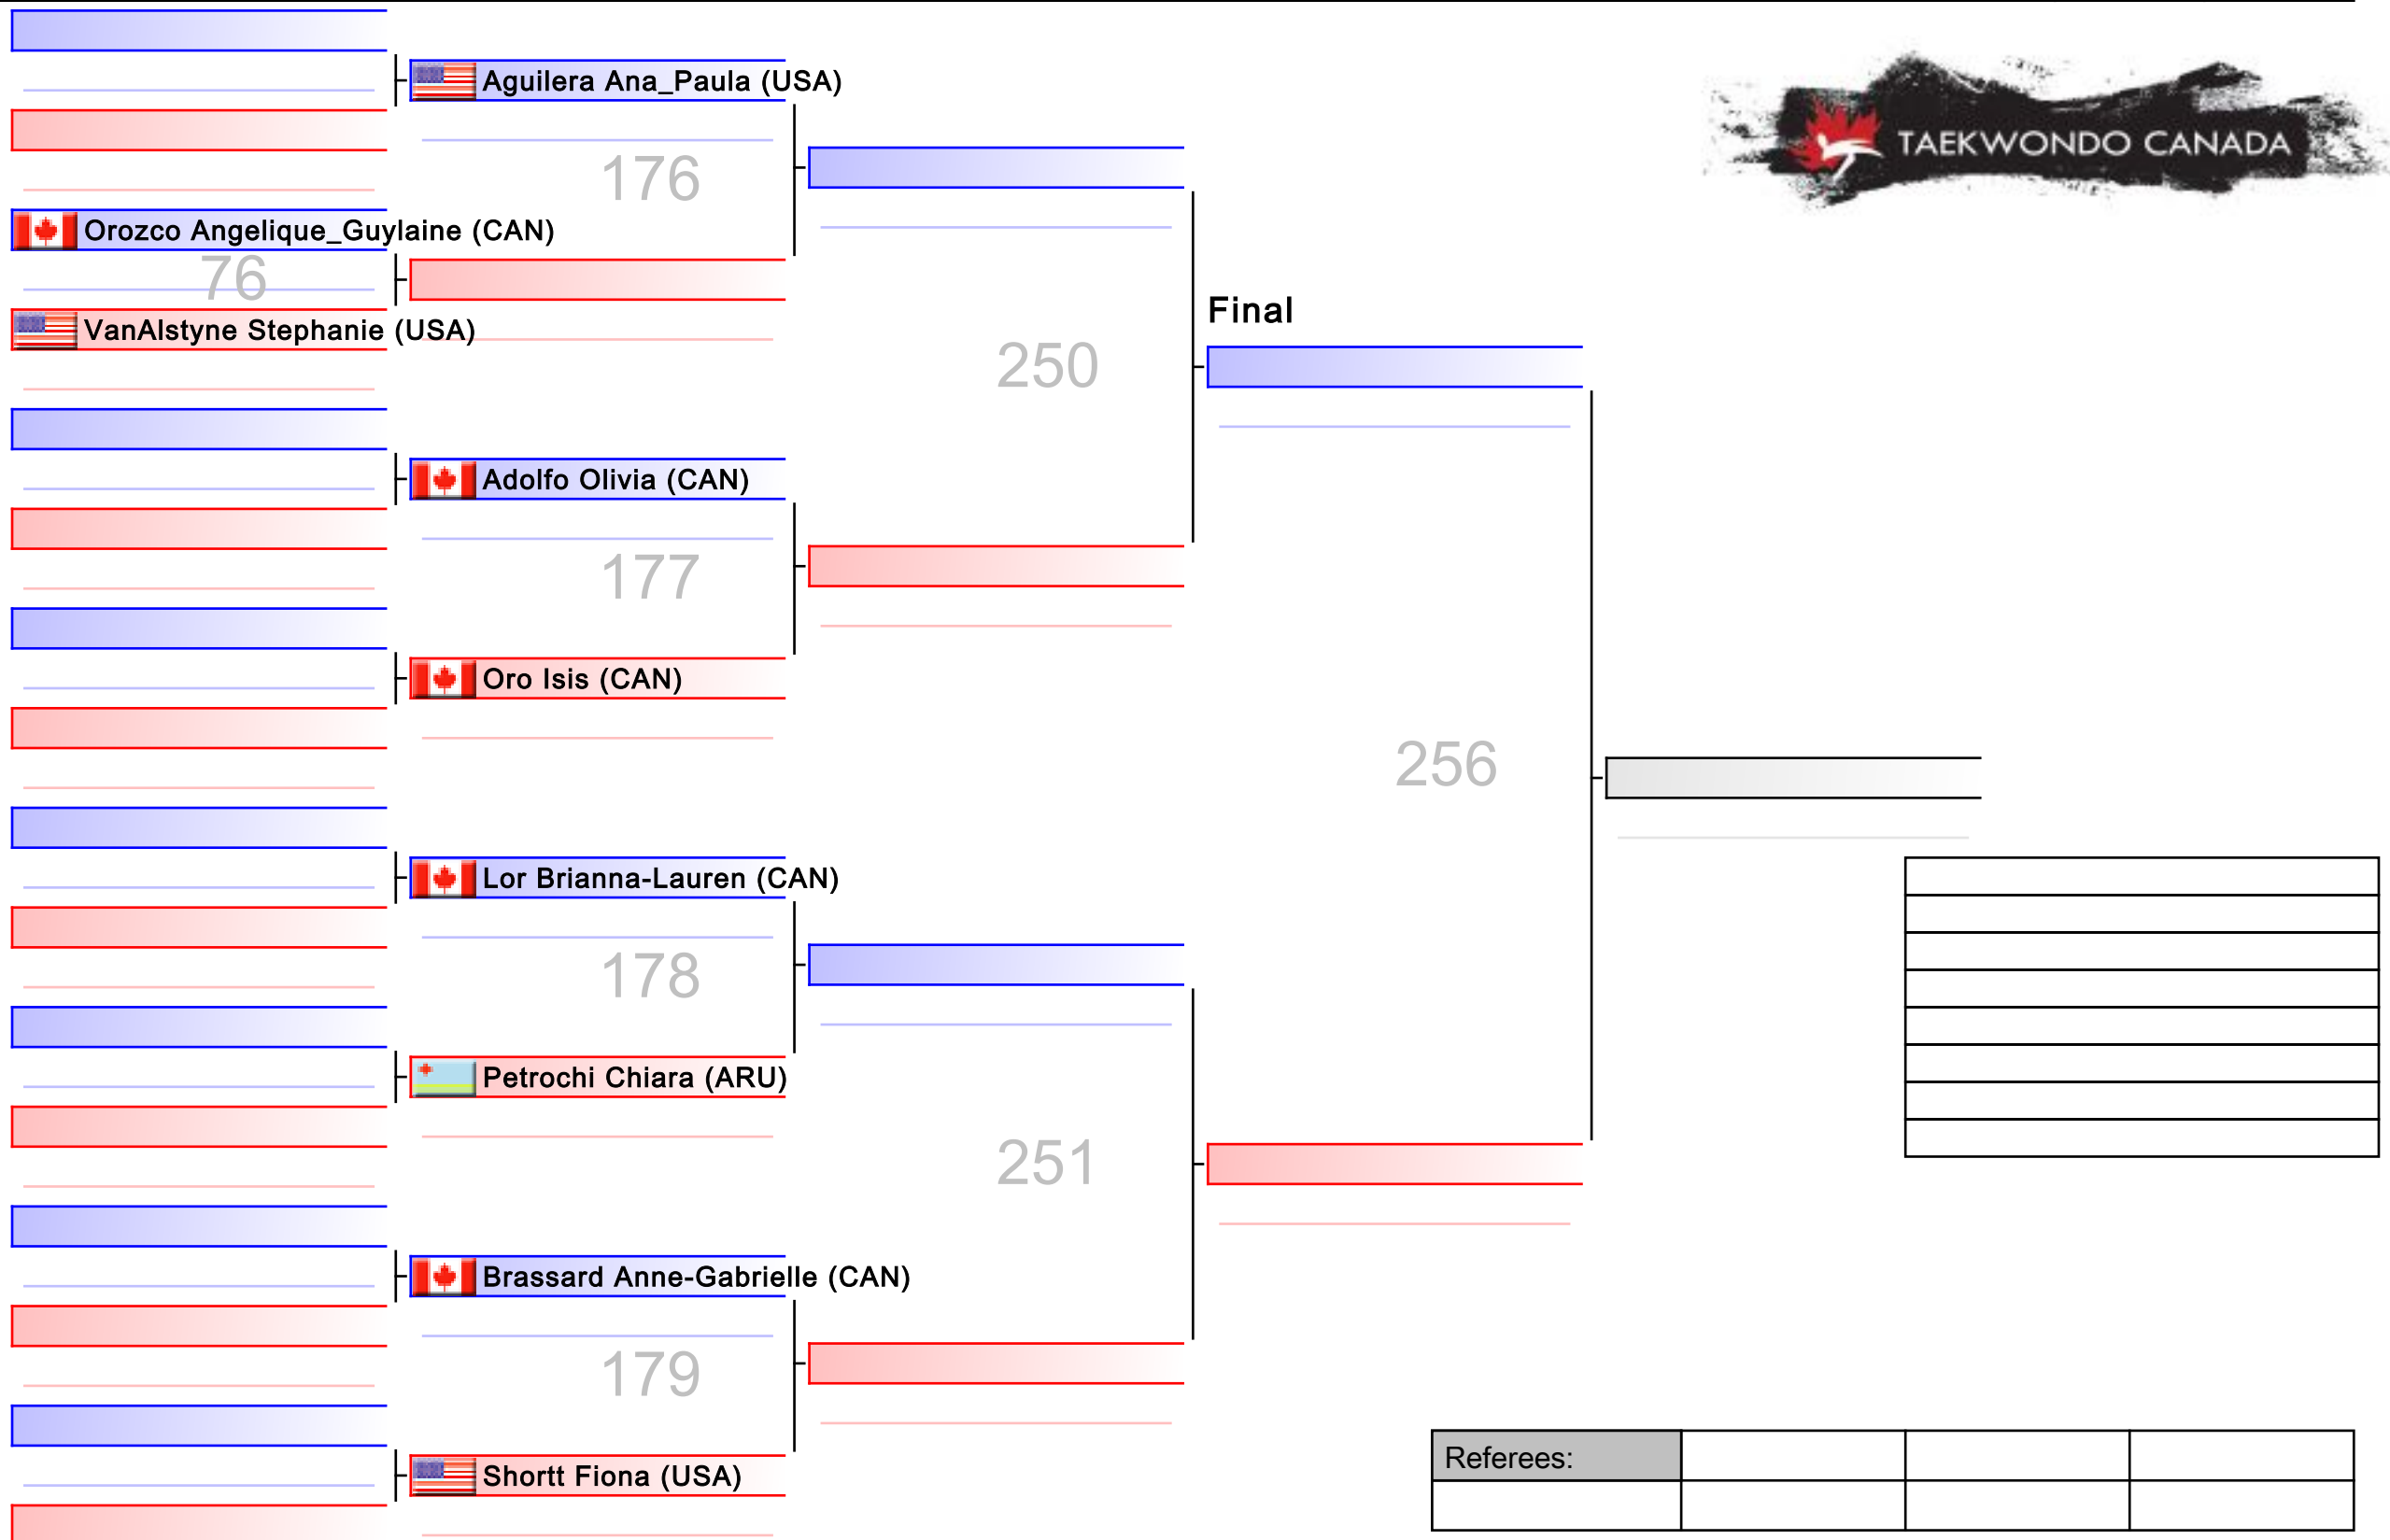 Aguilera Ana_Paula (USA)
TAEKWONDO CANADA
176
Orozco Angelique_Guylaine (CAN)
76
VanAlstyne Stephanie (USA)
Final
250
Adolfo Olivia (CAN)
177
Oro Isis (CAN)
256
Lor Brianna-Lauren (CAN)
178
Petrochi Chiara (ARU)
251
Brassard Anne-Gabrielle (CAN)
179
Shortt Fiona (USA)
Referees: